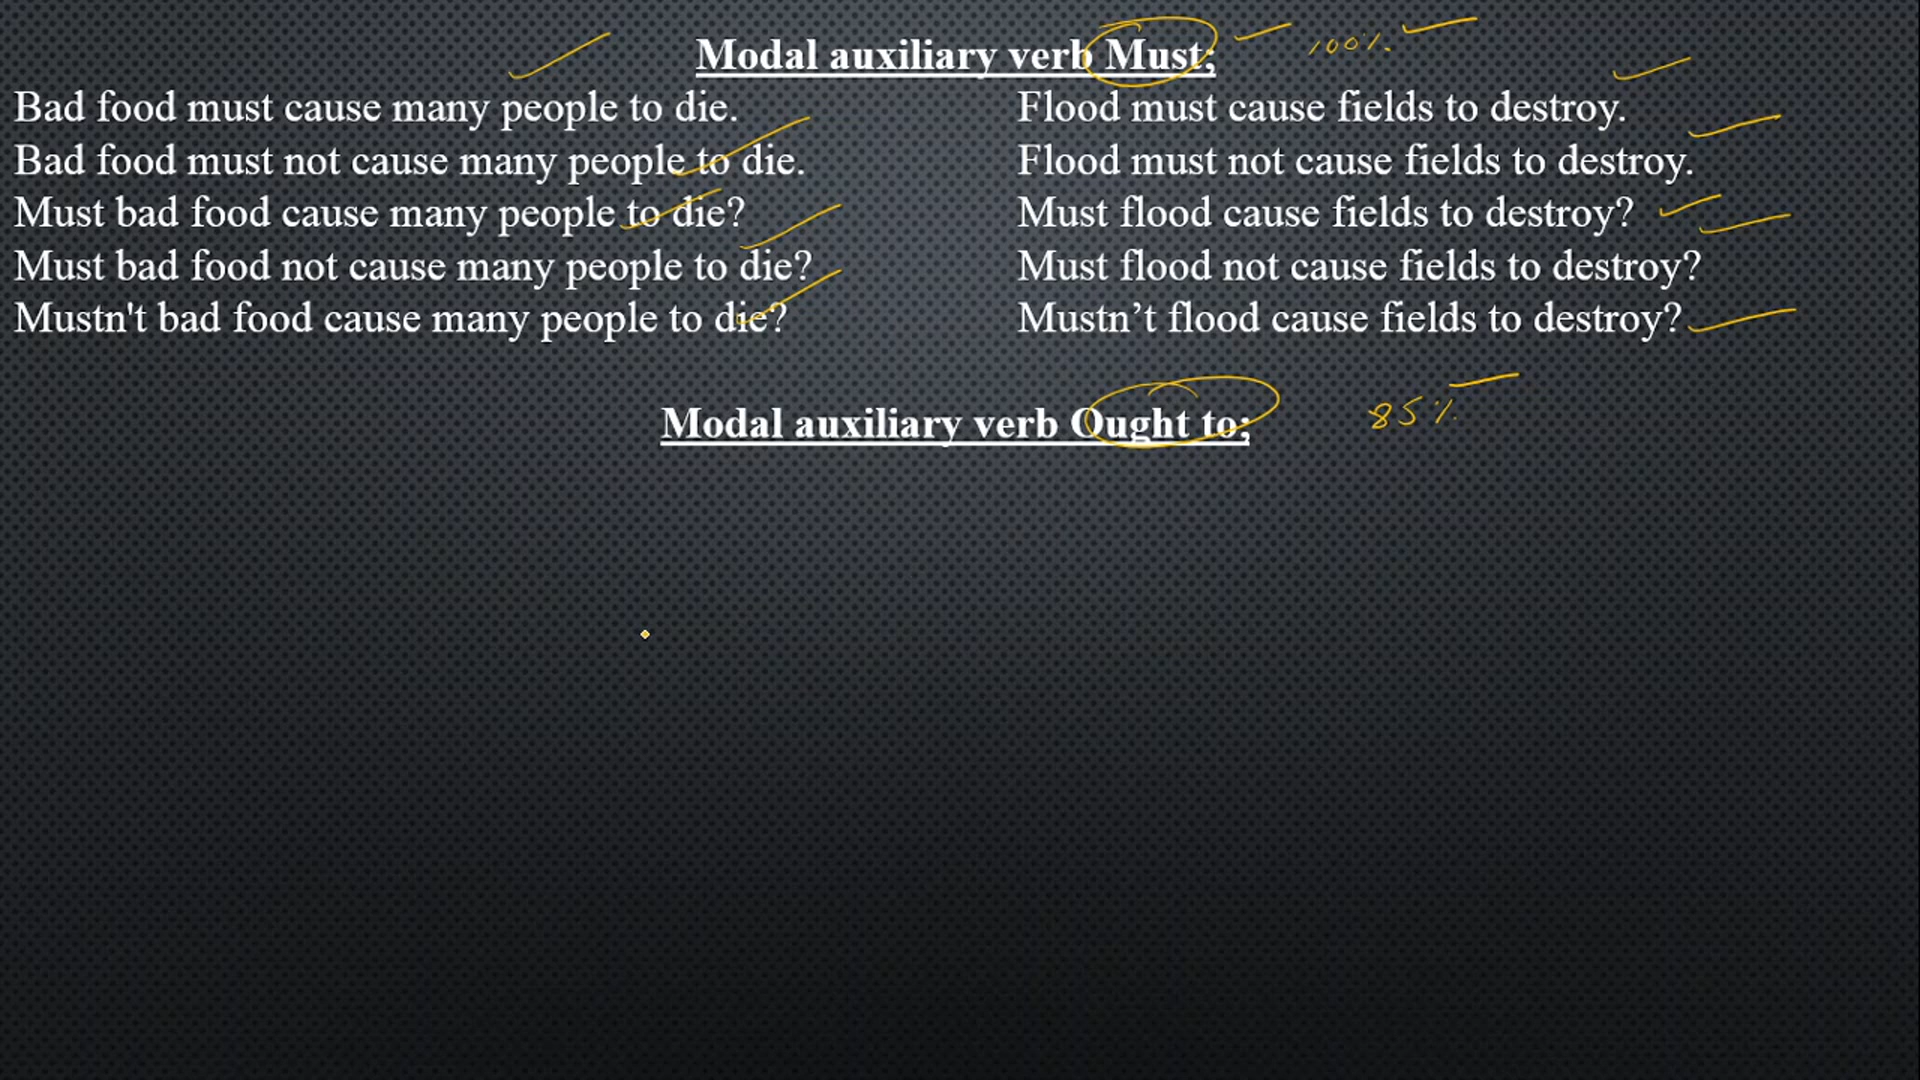 Modal auxiliary verb Must; 100%.
Bad food must cause many people to die.
Bad food must not cause many people to die.
Must bad food cause many people to die?
Must bad food not cause many people to die?
Mustn't bad food cause many people to die?
Flood must cause fields to destroy.
Flood must not cause fields to destroy.
Must flood cause fields to destroy?
Must flood not cause fields to destroy?
Mustn’t flood cause fields to destroy?
Modal auxiliary verb Ought to; 85%.